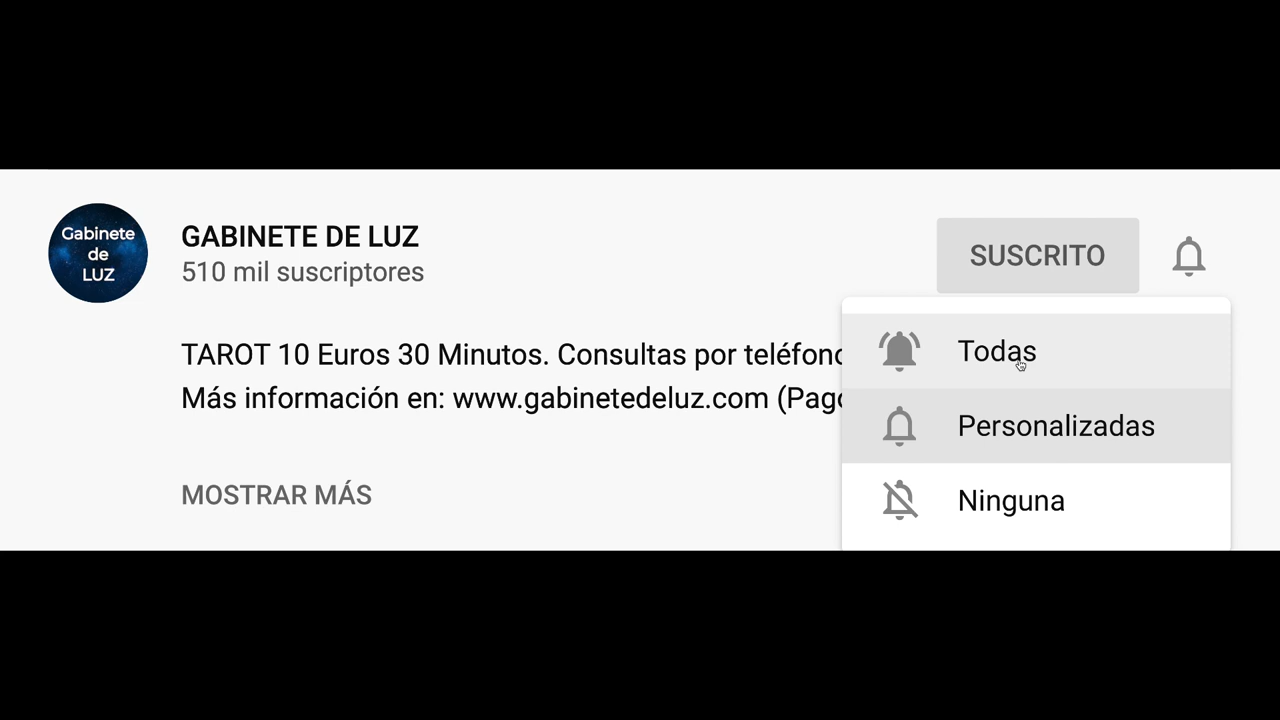 Gabinete
de
LUZ
GABINETE DE LUZ
510 mil suscriptores
SUSCRITO
TAROT 10 Euros 30 Minutos. Consultas por teléfono
Más información en: www.gabinetedeluz.com (Pago
MOSTRAR MÁS
Todas
Personalizadas
Ninguna